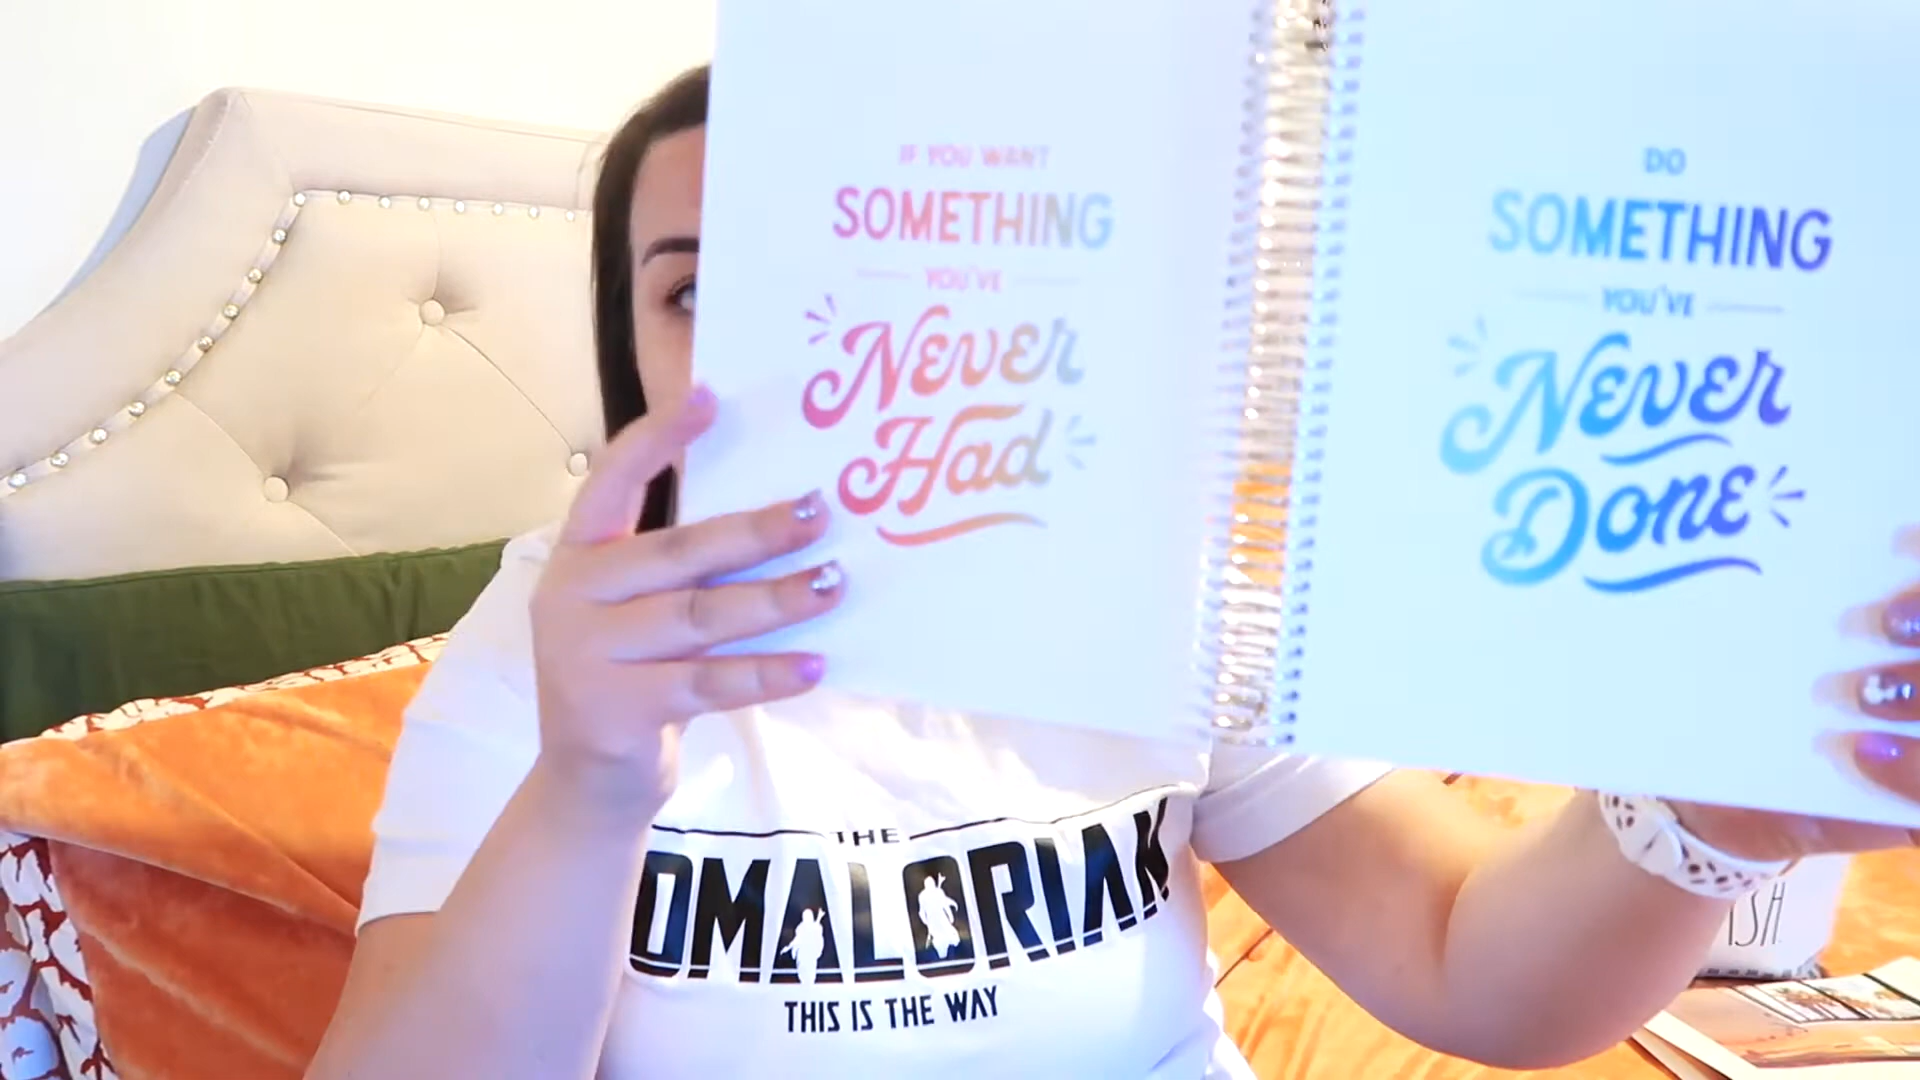 IF YOU WANT
SOMETHING
YOU'VE
Never
Had
DO
SOMETHING
YOU'VE
Never
Done
THE
OMALORIAN
THIS IS THE WAY